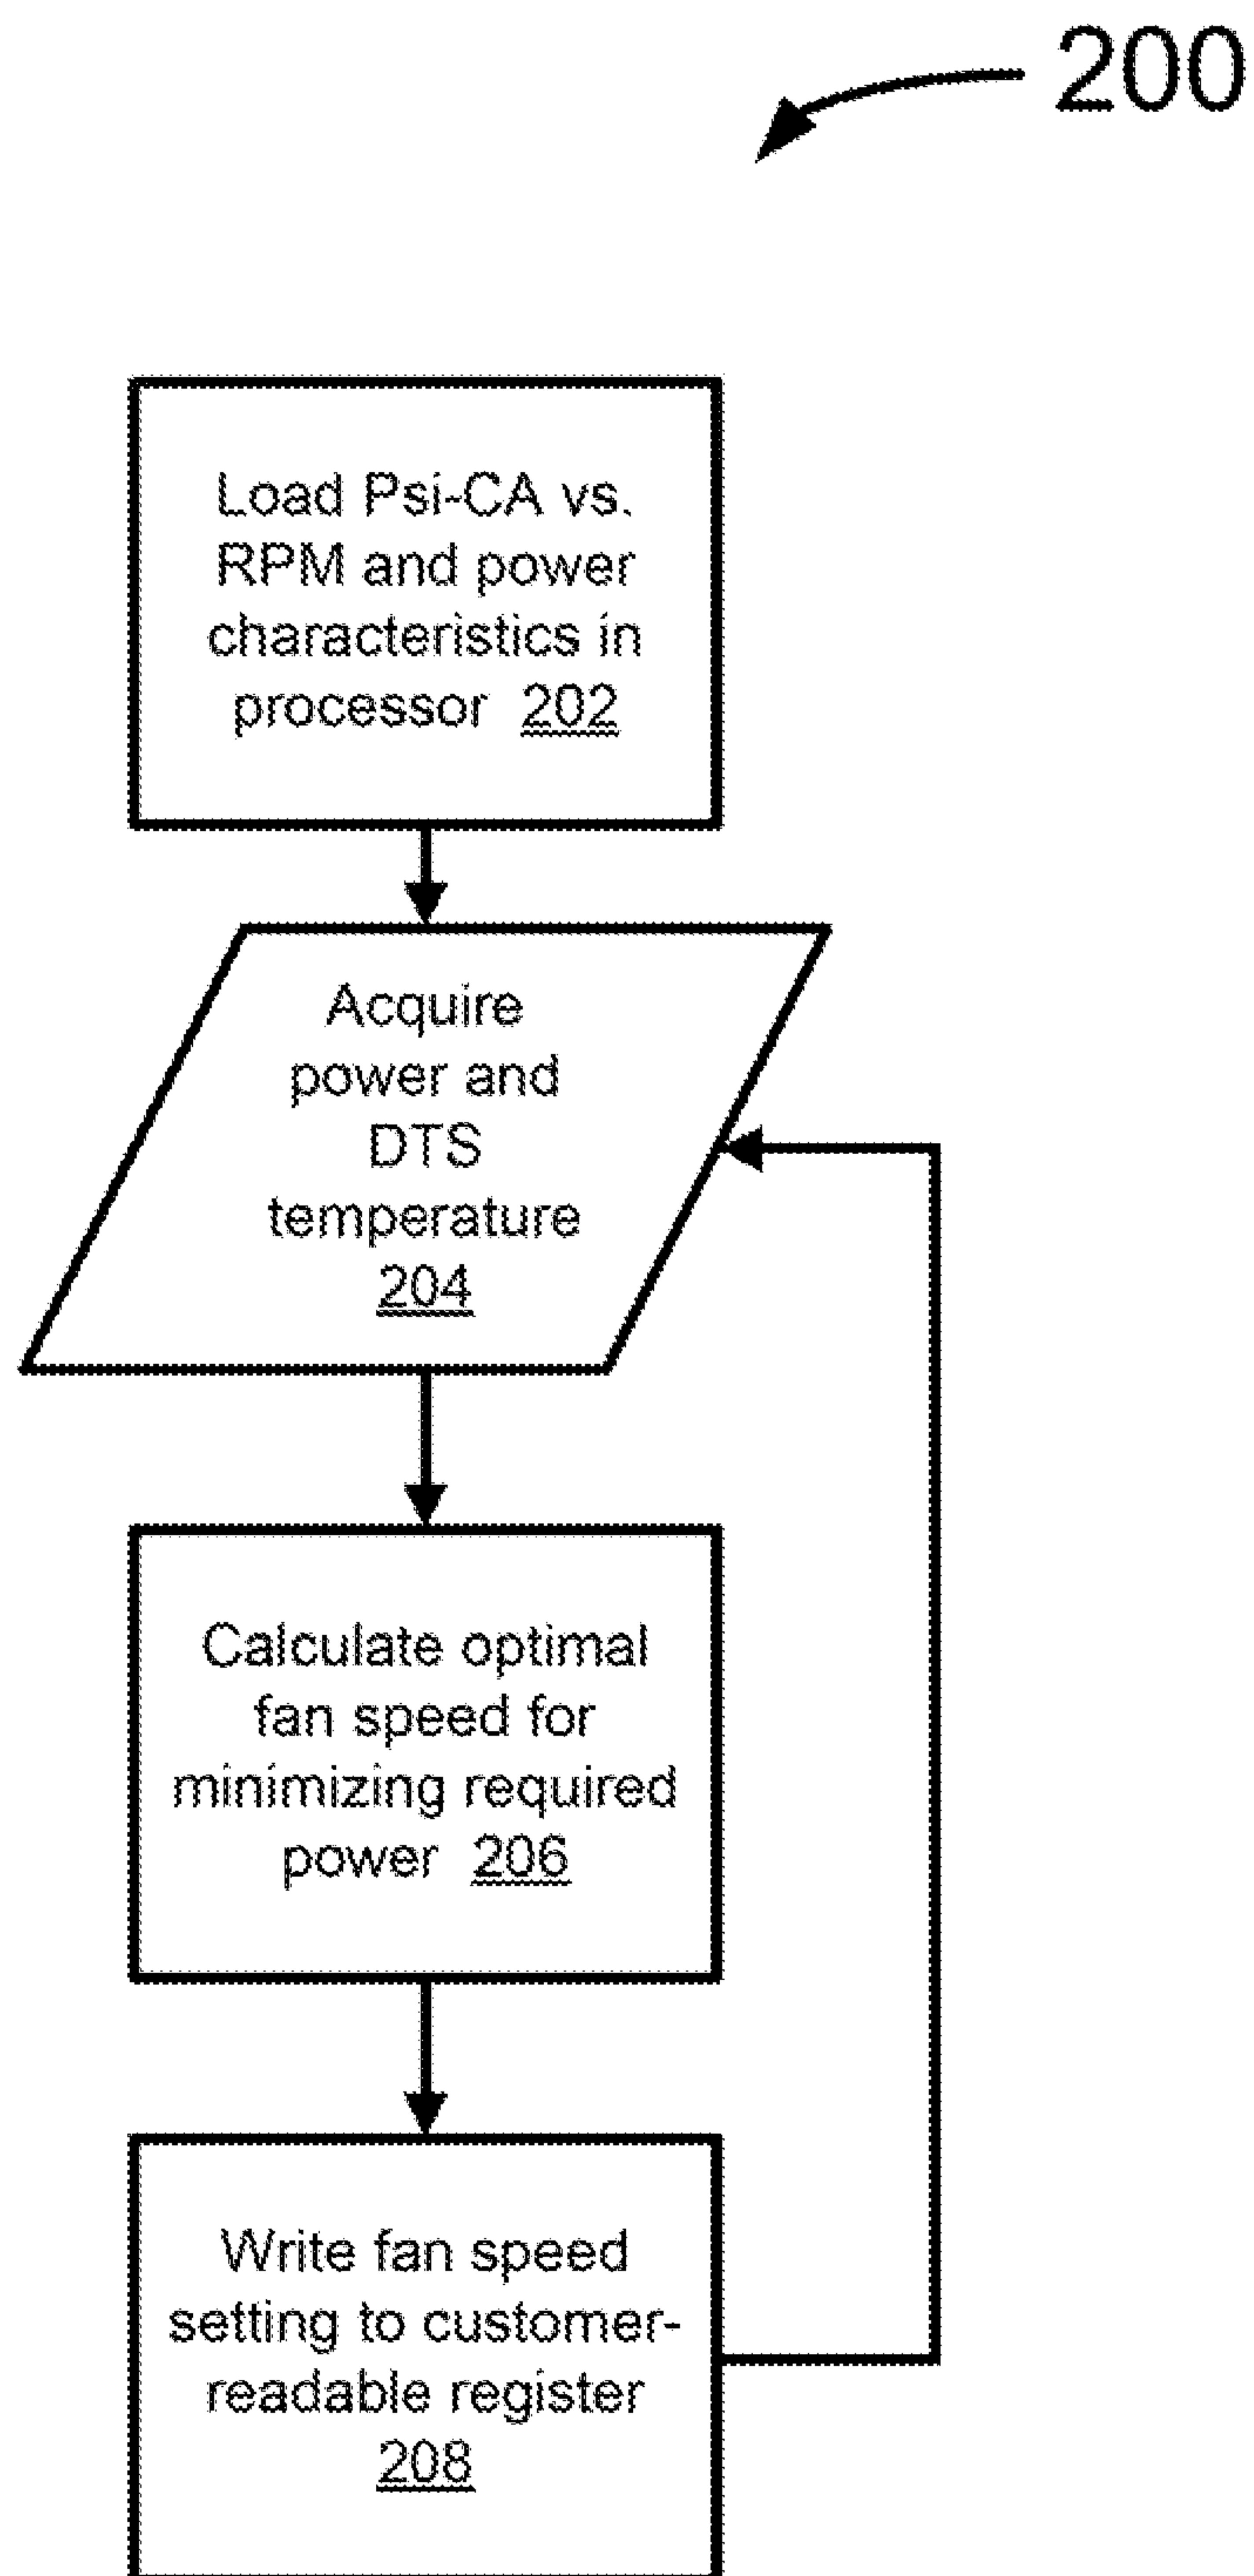 200
Load Psi-CA vs.
RPM and power
characteristics in
processor 202
Acquire
power and
DTS
temperature
204
Calculate optimal
fan speed for
minimizing required
power 206
Write fan speed
setting to customer-
readable register
208